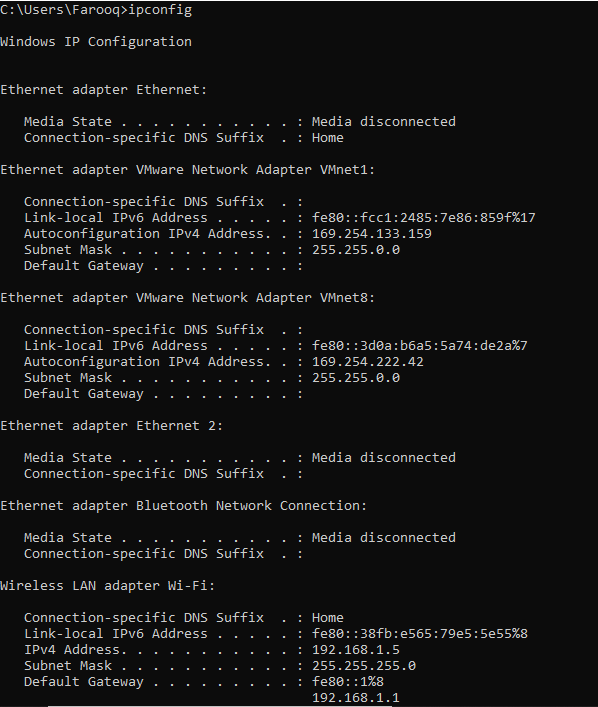 C:\Users\Farooq>ipconfig
Windows IP Configuration
Ethernet adapter Ethernet:
   Media State . . . . . . . . . . . : Media disconnected
   Connection-specific DNS Suffix  . : Home
Ethernet adapter VMware Network Adapter VMnet1:
   Connection-specific DNS Suffix  . :
   Link-local IPv6 Address . . . . . : fe80::fcc1:2485:7e86:859f%17
   Autoconfiguration IPv4 Address. . : 169.254.133.159
   Subnet Mask . . . . . . . . . . . : 255.255.0.0
   Default Gateway . . . . . . . . . :
Ethernet adapter VMware Network Adapter VMnet8:
   Connection-specific DNS Suffix  . :
   Link-local IPv6 Address . . . . . : fe80::3d0a:b6a5:5a74:de2a%7
   Autoconfiguration IPv4 Address. . : 169.254.222.42
   Subnet Mask . . . . . . . . . . . : 255.255.0.0
   Default Gateway . . . . . . . . . :
Ethernet adapter Ethernet 2:
   Media State . . . . . . . . . . . : Media disconnected
   Connection-specific DNS Suffix  . :
Ethernet adapter Bluetooth Network Connection:
   Media State . . . . . . . . . . . : Media disconnected
   Connection-specific DNS Suffix  . :
Wireless LAN adapter Wi-Fi:
   Connection-specific DNS Suffix  . : Home
   Link-local IPv6 Address . . . . . : fe80::38fb:e565:79e5:5e55%8
   IPv4 Address. . . . . . . . . . . : 192.168.1.5
   Subnet Mask . . . . . . . . . . . : 255.255.255.0
   Default Gateway . . . . . . . . . : fe80::1%8
                                       192.168.1.1